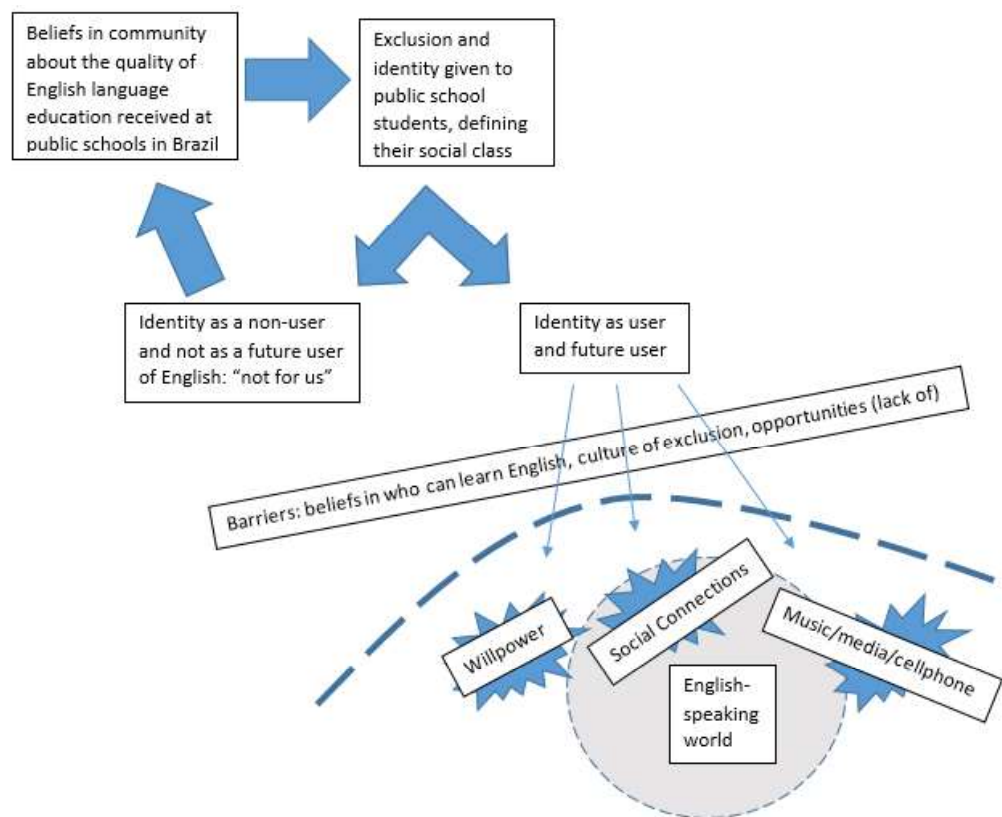 Beliefs in community
about the quality of
English language
education received at
public schools in Brazil
Exclusion and
identity given to
public school
students, defining
their social class
Identity as a non-user
and not as a future user
of English: “not for us”
Identity as user
and future user
Barriers: beliefs in who can learn English, culture of exclusion, opportunities (lack of)
Willpower
Social Connections
Music/media/cellphone
English-
speaking
world